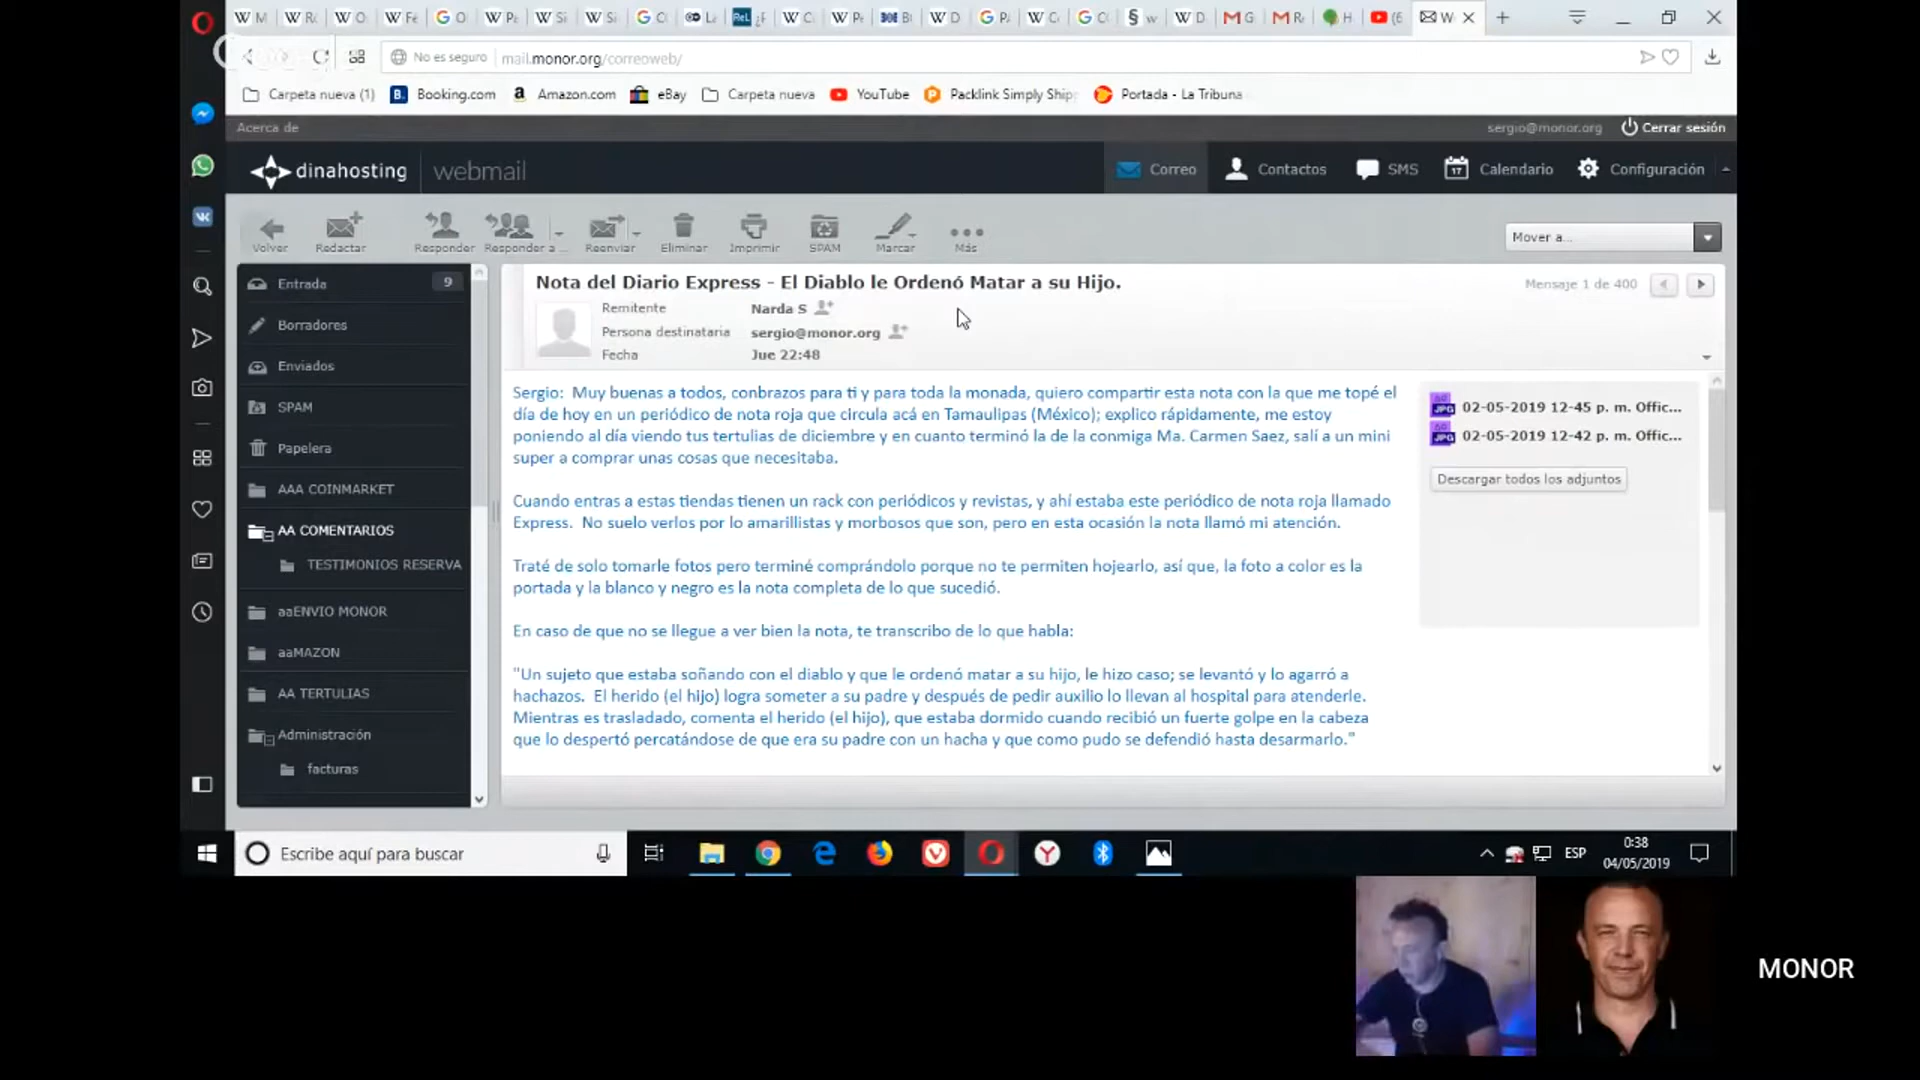 No es seguro mail.monor.org/correoweb/
Carpeta nueva (1) Booking.com Amazon.com eBay Carpeta nueva YouTube Packlink Simply Ship Portada - La Tribuna
Acerca de sergio@monor.org Cerrar sesión
dinahosting webmail Correo Contactos SMS Calendario Configuración
Volver Redactar Responder Responder a ... Reenviar Eliminar Imprimir SPAM Marcar Más Mover a...
Entrada 9
Borradores
Enviados
SPAM
Papelera
AAA COINMARKET
AA COMENTARIOS
TESTIMONIOS RESERVA
aaENVIO MONOR
aaMAZON
AA TERTULIAS
Administración
facturas
Nota del Diario Express - El Diablo le Ordenó Matar a su Hijo. Mensaje 1 de 400
Remitente Narda S
Persona destinataria sergio@monor.org
Fecha Jue 22:48
Sergio: Muy buenas a todos, conbrazos para ti y para toda la monada, quiero compartir esta nota con la que me topé el
día de hoy en un periódico de nota roja que circula acá en Tamaulipas (México); explico rápidamente, me estoy
poniendo al día viendo tus tertulias de diciembre y en cuanto terminó la de la conmiga Ma. Carmen Saez, salí a un mini
super a comprar unas cosas que necesitaba.
Cuando entras a estas tiendas tienen un rack con periódicos y revistas, y ahí estaba este periódico de nota roja llamado
Express. No suelo verlos por lo amarillistas y morbosos que son, pero en esta ocasión la nota llamó mi atención.
Traté de solo tomarle fotos pero terminé comprándolo porque no te permiten hojearlo, así que, la foto a color es la
portada y la blanco y negro es la nota completa de lo que sucedió.
En caso de que no se llegue a ver bien la nota, te transcribo de lo que habla:
"Un sujeto que estaba soñando con el diablo y que le ordenó matar a su hijo, le hizo caso; se levantó y lo agarró a
hachazos. El herido (el hijo) logra someter a su padre y después de pedir auxilio lo llevan al hospital para atenderle.
Mientras es trasladado, comenta el herido (el hijo), que estaba dormido cuando recibió un fuerte golpe en la cabeza
que lo despertó percatándose de que era su padre con un hacha y que como pudo se defendió hasta desarmarlo."
02-05-2019 12-45 p. m. Offic...
02-05-2019 12-42 p. m. Offic...
Descargar todos los adjuntos
Escribe aquí para buscar
ESP
0:38
04/05/2019
MONOR